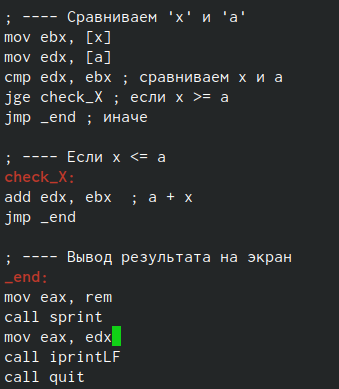 ; ---- Сравниваем 'x' и 'a'
mov ebx, [x]
mov edx, [a]
cmp edx, ebx ; сравниваем x и a
jge check_X ; если x >= a
jmp _end ; иначе
; ---- Если x <= a
check_X:
add edx, ebx  ; a + x
jmp _end
; ---- Вывод результата на экран
_end:
mov eax, rem
call sprint
mov eax, edx
call iprintLF
call quit